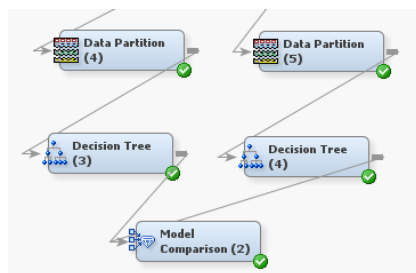 Data Partition
(4)
Data Partition
(5)
Decision Tree
(3)
Decision Tree
(4)
Model
Comparison (2)